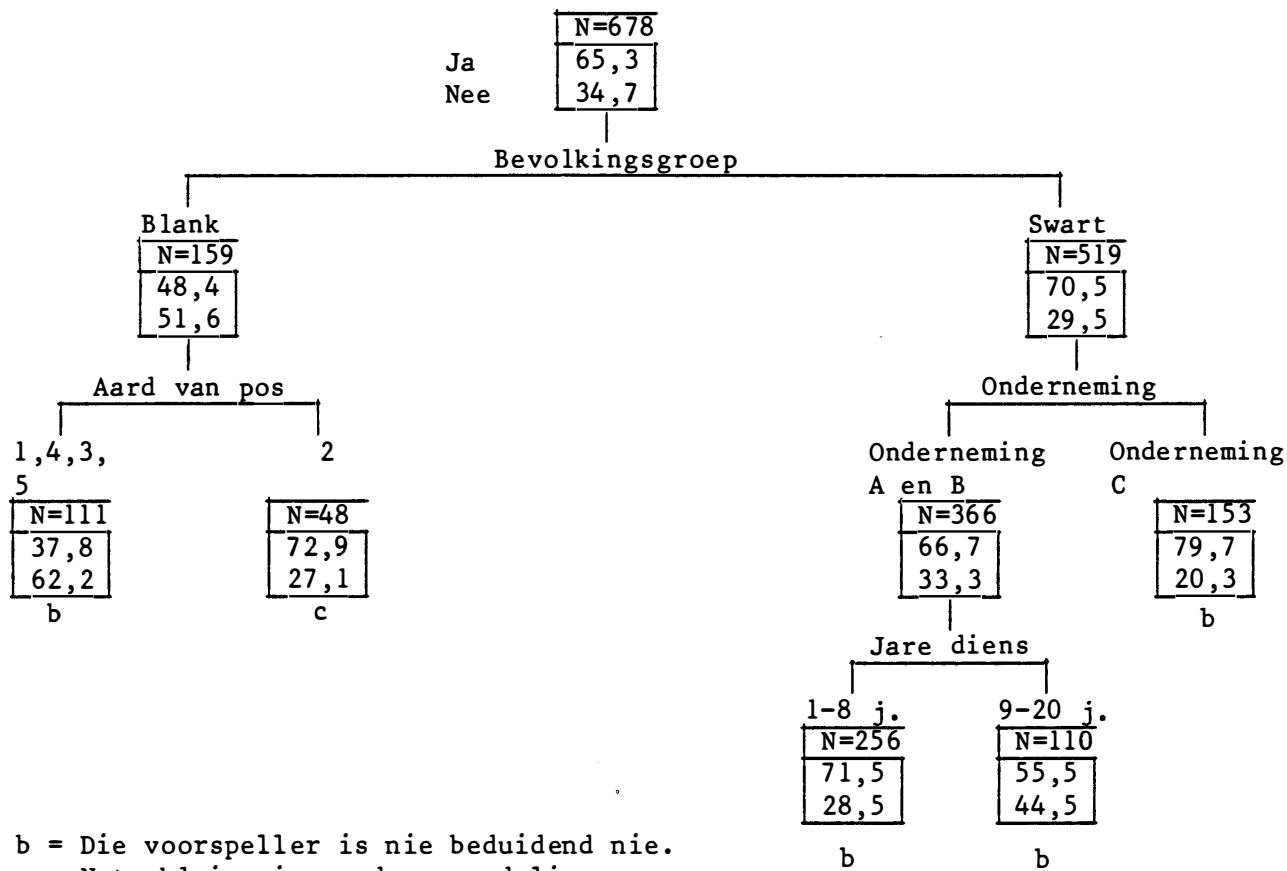 N=678
Ja 65,3
Nee 34,7
Bevolkingsgroep
Blank Swart
N=159 N=519
48,4 70,5
51,6 29,5
Aard van pos Onderneming
1,4,3, 2 Onderneming Onderneming
5 A en B C
N=111 N=48 N=366 N=153
37,8 72,9 66,7 79,7
62,2 27,1 33,3 20,3
b c b
Jare diens
1-8 j. 9-20 j.
N=256 N=110
71,5 55,5
28,5 44,5
b = Die voorspeller is nie beduidend nie.
b b